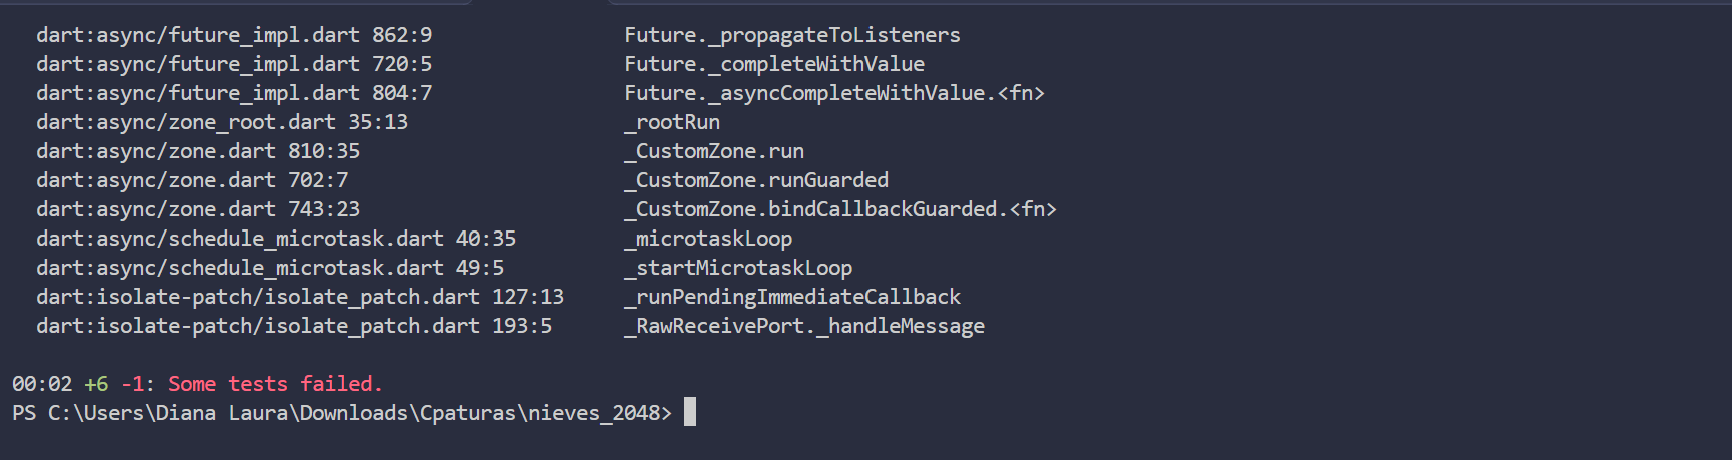 dart:async/future_impl.dart 862:9 Future._propagateToListeners
dart:async/future_impl.dart 720:5 Future._completeWithValue
dart:async/future_impl.dart 804:7 Future._asyncCompleteWithValue.<fn>
dart:async/zone_root.dart 35:13 _rootRun
dart:async/zone.dart 810:35 _CustomZone.run
dart:async/zone.dart 702:7 _CustomZone.runGuarded
dart:async/zone.dart 743:23 _CustomZone.bindCallbackGuarded.<fn>
dart:async/schedule_microtask.dart 40:35 _microtaskLoop
dart:async/schedule_microtask.dart 49:5 _startMicrotaskLoop
dart:isolate-patch/isolate_patch.dart 127:13 _runPendingImmediateCallback
dart:isolate-patch/isolate_patch.dart 193:5 _RawReceivePort._handleMessage
00:02 +6 -1: Some tests failed.
PS C:\Users\Diana Laura\Downloads\Cpaturas\nieves_2048>